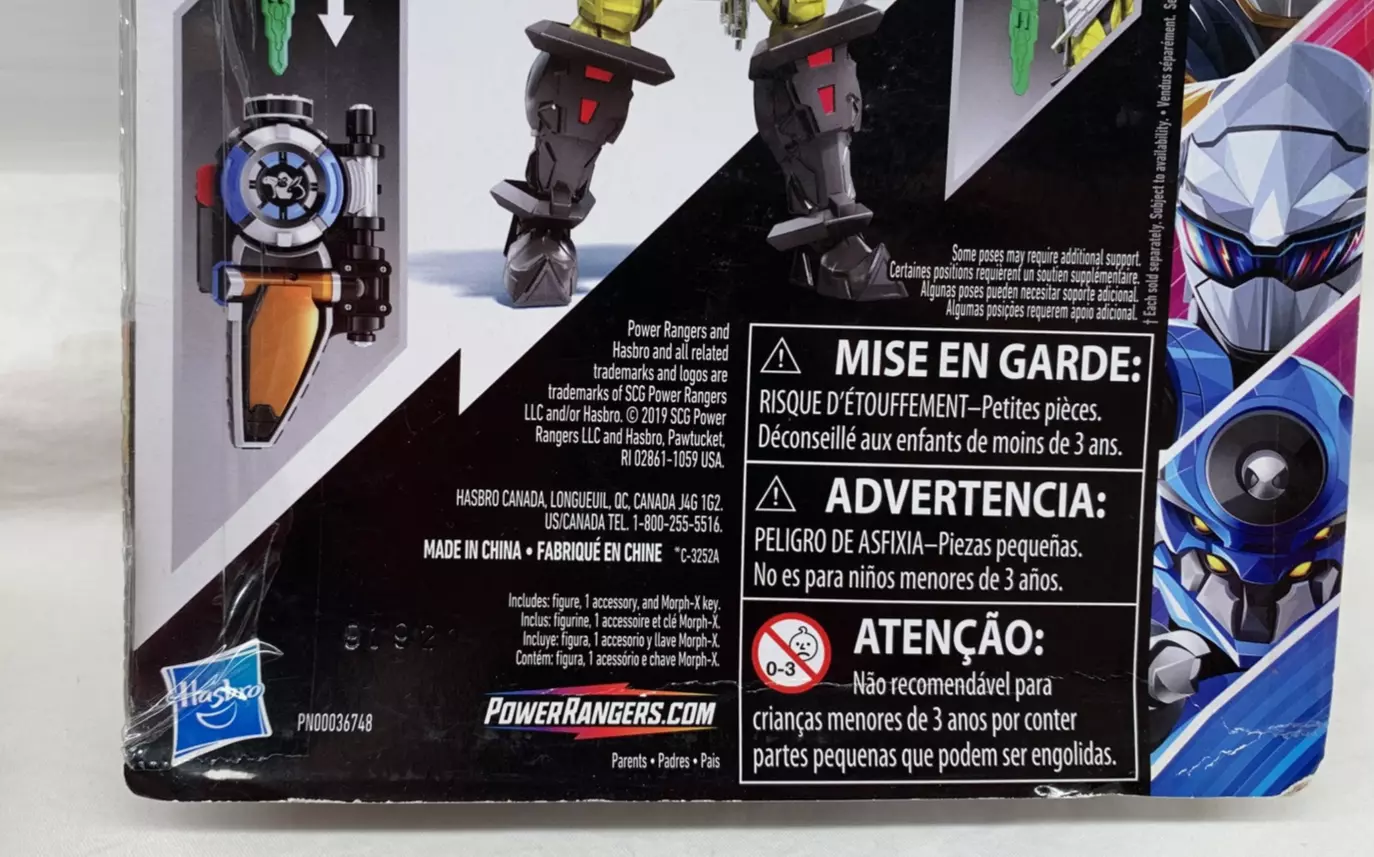 † Each sold separately. Subject to availability. • Vendus séparément.
Some poses may require additional support.
Certaines positions requièrent un soutien supplémentaire.
Algunas poses pueden necesitar soporte adicional.
Algumas posições requerem apoio adicional.
Power Rangers and
Hasbro and all related
trademarks and logos are
trademarks of SCG Power Rangers
LLC and/or Hasbro. © 2019 SCG Power
Rangers LLC and Hasbro, Pawtucket,
RI 02861-1059 USA.
HASBRO CANADA, LONGUEUIL, QC, CANADA J4G 1G2.
US/CANADA TEL. 1-800-255-5516.
MADE IN CHINA • FABRIQUÉ EN CHINE *C-3252A
Includes: figure, 1 accessory, and Morph-X key.
Inclus: figurine, 1 accessoire et clé Morph-X.
Incluye: figura, 1 accesorio y llave Morph-X.
Contém: figura, 1 acessório e chave Morph-X.
Hasbro
PN00036748
POWERRANGERS.COM
Parents • Padres • Pais
MISE EN GARDE:
RISQUE D'ÉTOUFFEMENT–Petites pièces.
Déconseillé aux enfants de moins de 3 ans.
ADVERTENCIA:
PELIGRO DE ASFIXIA–Piezas pequeñas.
No es para niños menores de 3 años.
0-3
ATENÇÃO:
Não recomendável para
crianças menores de 3 anos por conter
partes pequenas que podem ser engolidas.